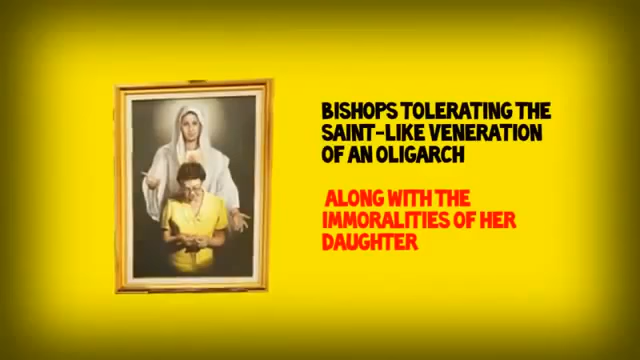 BISHOPS TOLERATING THE
SAINT-LIKE VENERATION
OF AN OLIGARCH
ALONG WITH THE
IMMORALITIES OF HER
DAUGHTER